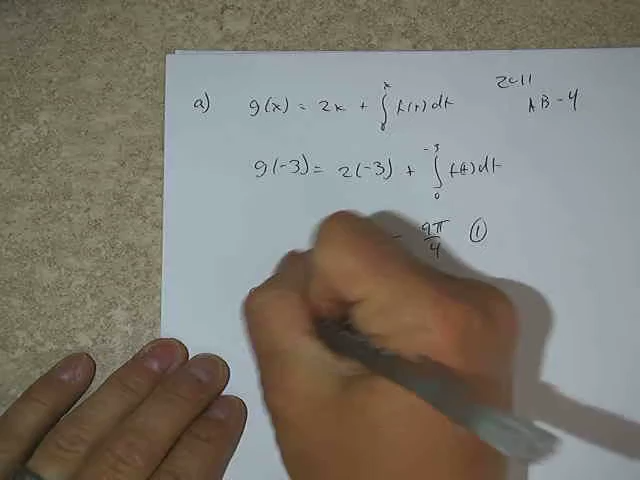 2011
AB-4
a) g(x) = 2x + ∫₀ˣ f(t) dt
g(-3) = 2(-3) + ∫₀⁻³ f(t) dt
- 9π/4 ①